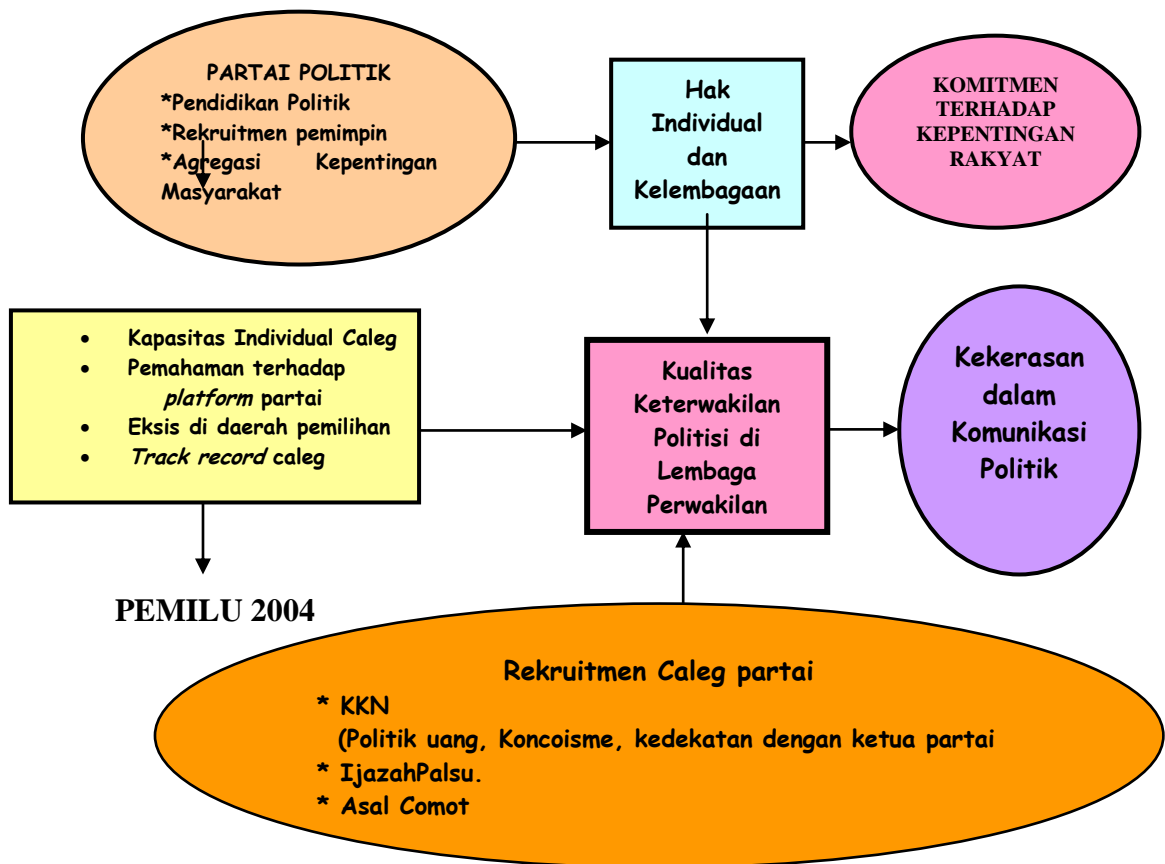 PARTAI POLITIK
*Pendidikan Politik
*Rekruitmen pemimpin
*Agregasi Kepentingan
Masyarakat
Hak
Individual
dan
Kelembagaan
KOMITMEN
TERHADAP
KEPENTINGAN
RAKYAT
• Kapasitas Individual Caleg
• Pemahaman terhadap
platform partai
• Eksis di daerah pemilihan
• Track record caleg
Kualitas
Keterwakilan
Politisi di
Lembaga
Perwakilan
Kekerasan
dalam
Komunikasi
Politik
PEMILU 2004
Rekruitmen Caleg partai
* KKN
(Politik uang, Koncoisme, kedekatan dengan ketua partai
* IjazahPalsu.
* Asal Comot